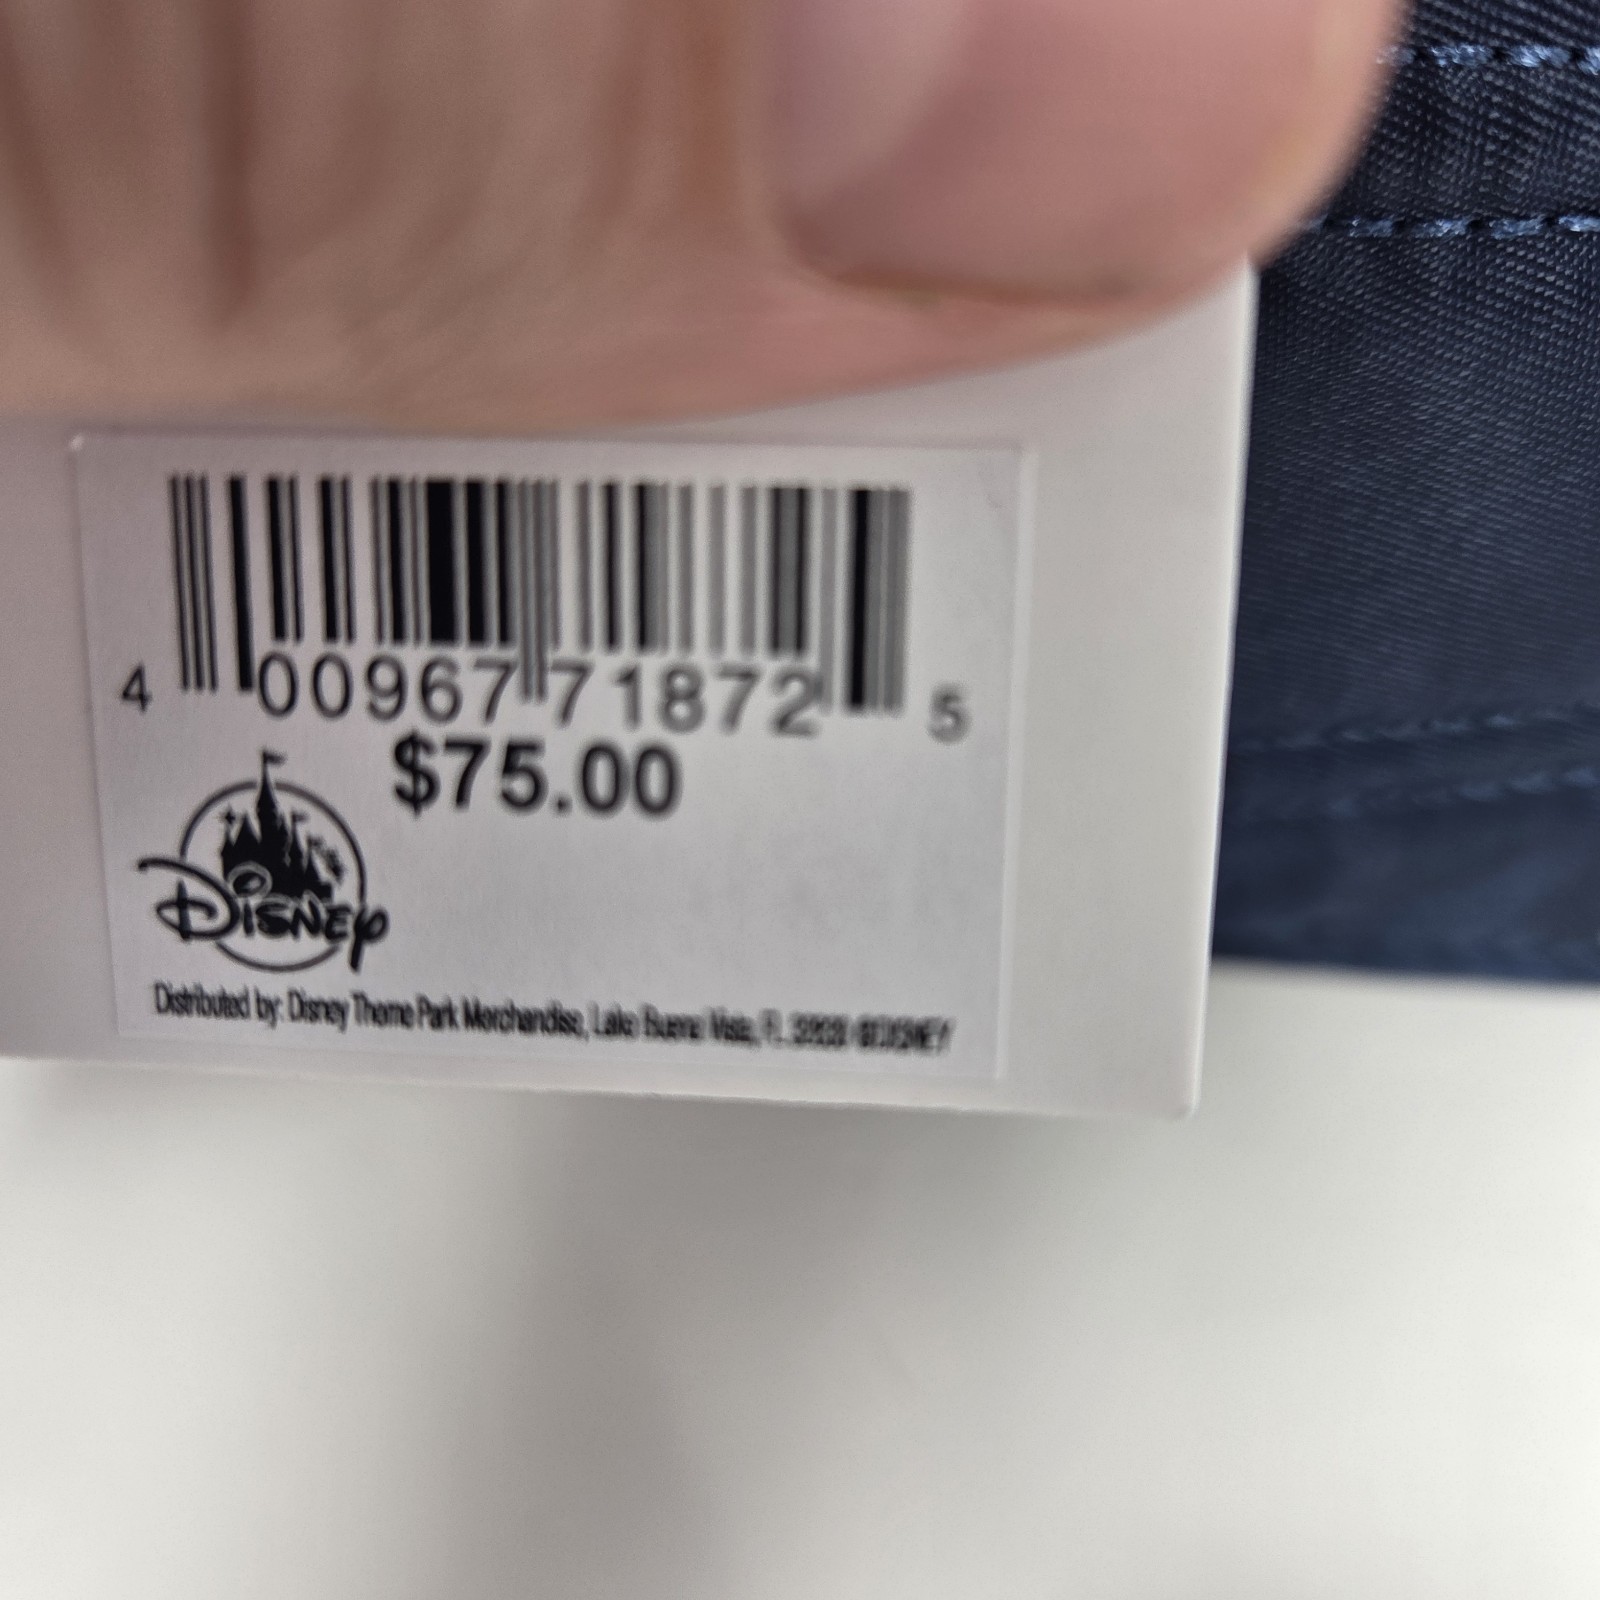 4 00967 71872 5
$75.00
Disney
Distributed by: Disney Theme Park Merchandise, Lake Buena Vista, FL